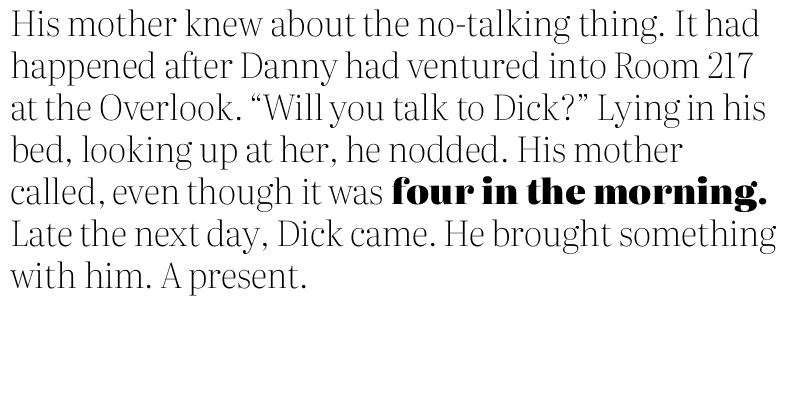 His mother knew about the no-talking thing. It had
happened after Danny had ventured into Room 217
at the Overlook. “Will you talk to Dick?” Lying in his
bed, looking up at her, he nodded. His mother
called, even though it was four in the morning.
Late the next day, Dick came. He brought something
with him. A present.